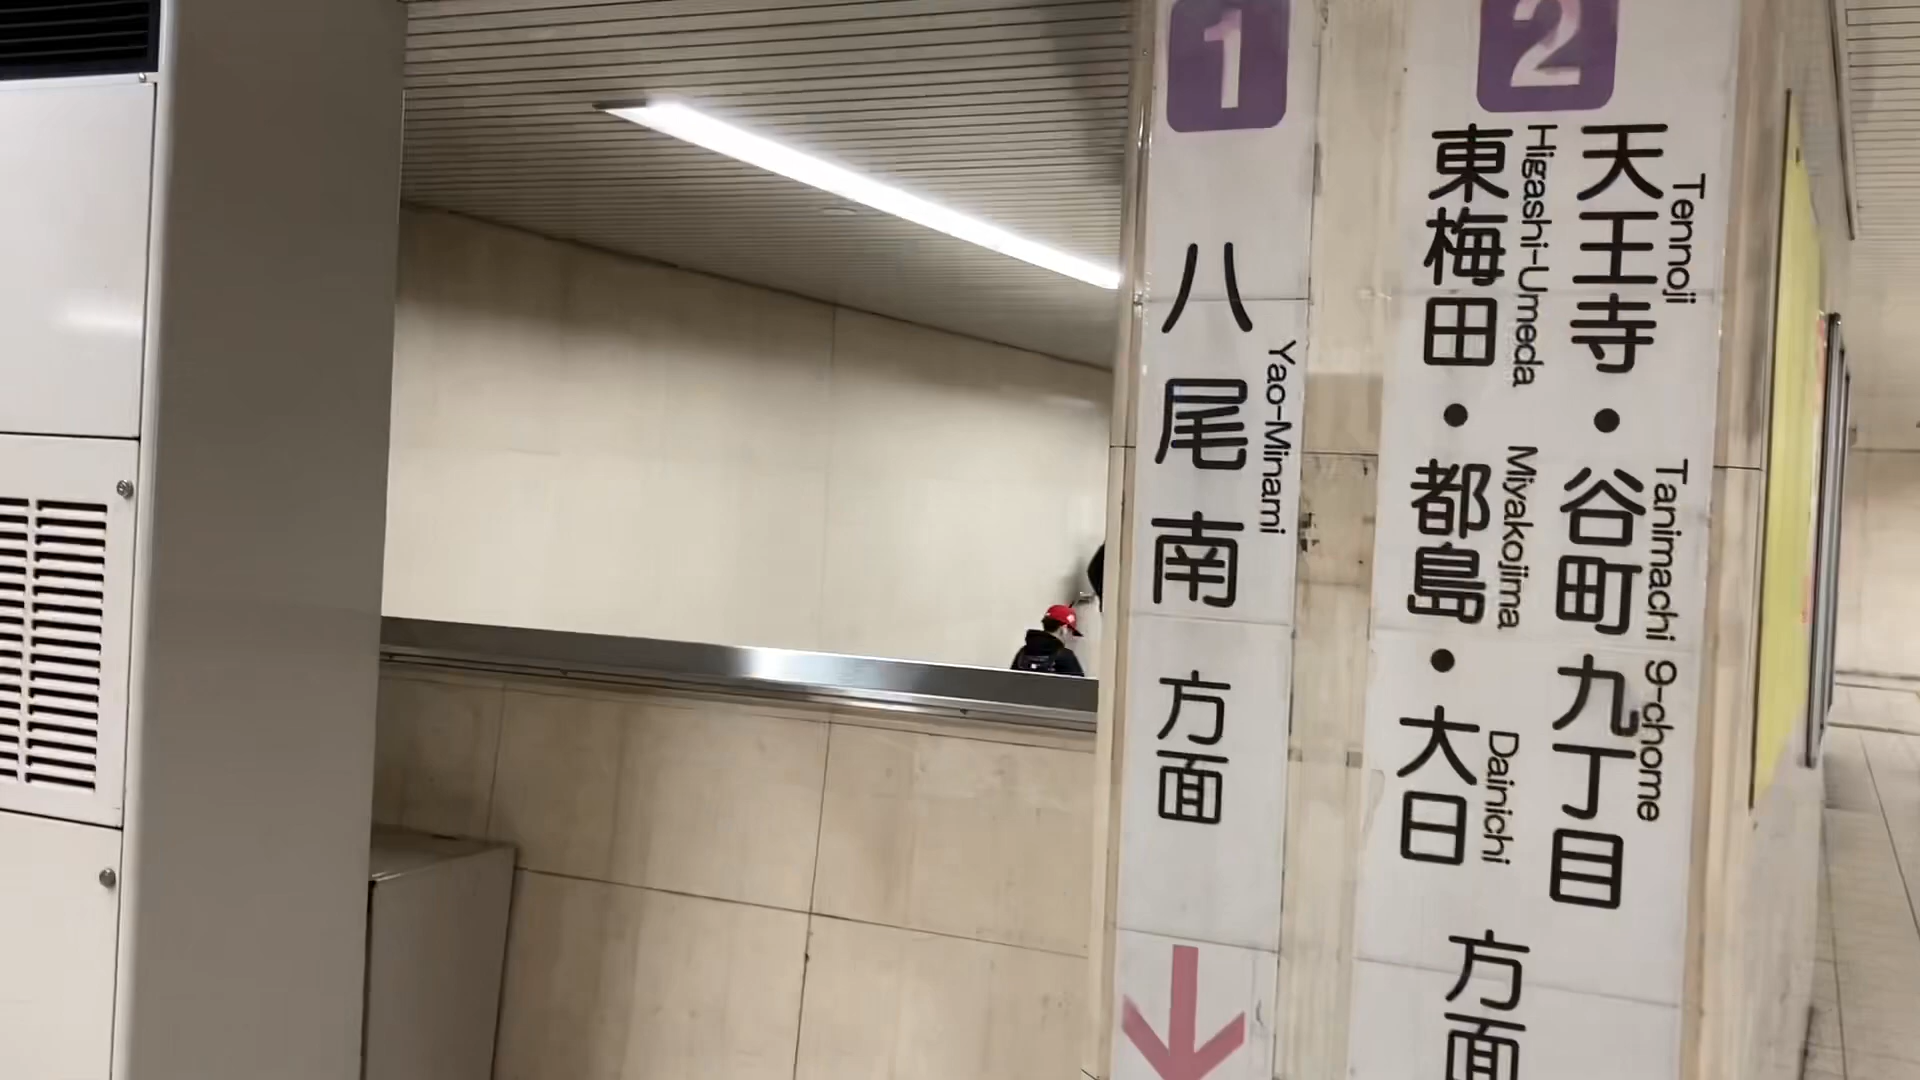 1
八尾南 方面
Yao-Minami
2
天王寺・谷町九丁目
Tennoji
Tanimachi 9-chome
東梅田・都島・大日 方面
Higashi-Umeda
Miyakojima
Dainichi